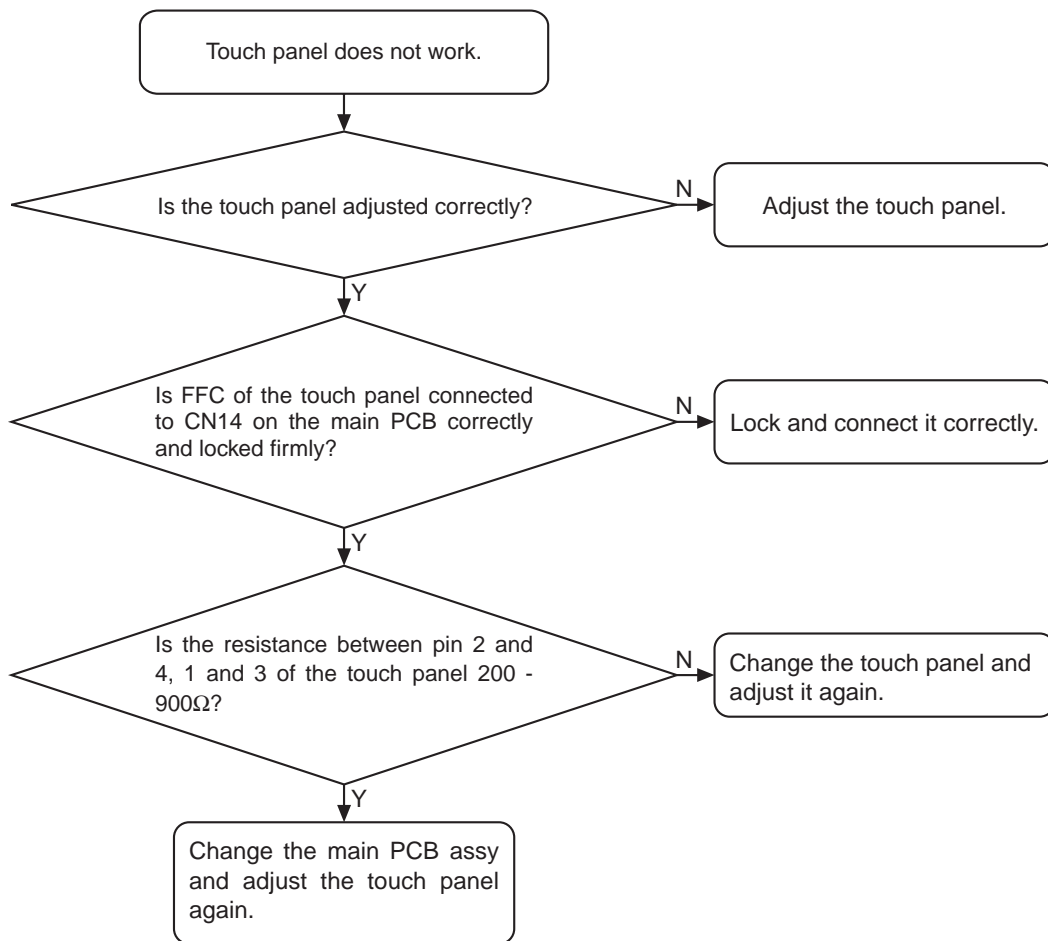 Touch panel does not work.
N
Is the touch panel adjusted correctly?
Adjust the touch panel.
Y
Is FFC of the touch panel connected
to CN14 on the main PCB correctly
and locked firmly?
N
Lock and connect it correctly.
Y
Is the resistance between pin 2 and
4, 1 and 3 of the touch panel 200 -
900Ω?
N
Change the touch panel and
adjust it again.
Y
Change the main PCB assy
and adjust the touch panel
again.